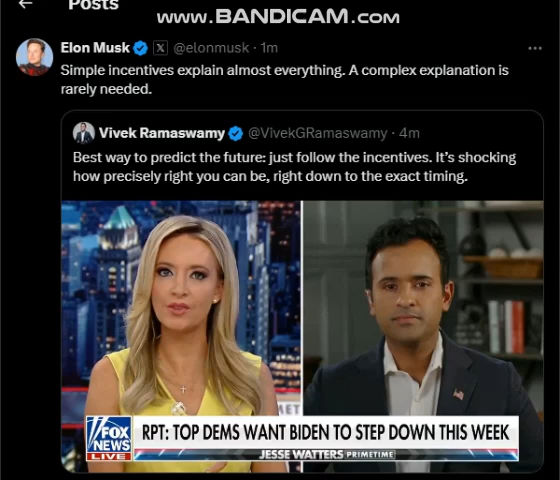 Posts
www.BANDICAM.com
Elon Musk X @elonmusk · 1m
Simple incentives explain almost everything. A complex explanation is
rarely needed.
Vivek Ramaswamy @VivekGRamaswamy · 4m
Best way to predict the future: just follow the incentives. It's shocking
how precisely right you can be, right down to the exact timing.
FOX
NEWS
LIVE
RPT: TOP DEMS WANT BIDEN TO STEP DOWN THIS WEEK
JESSE WATTERS PRIMETIME